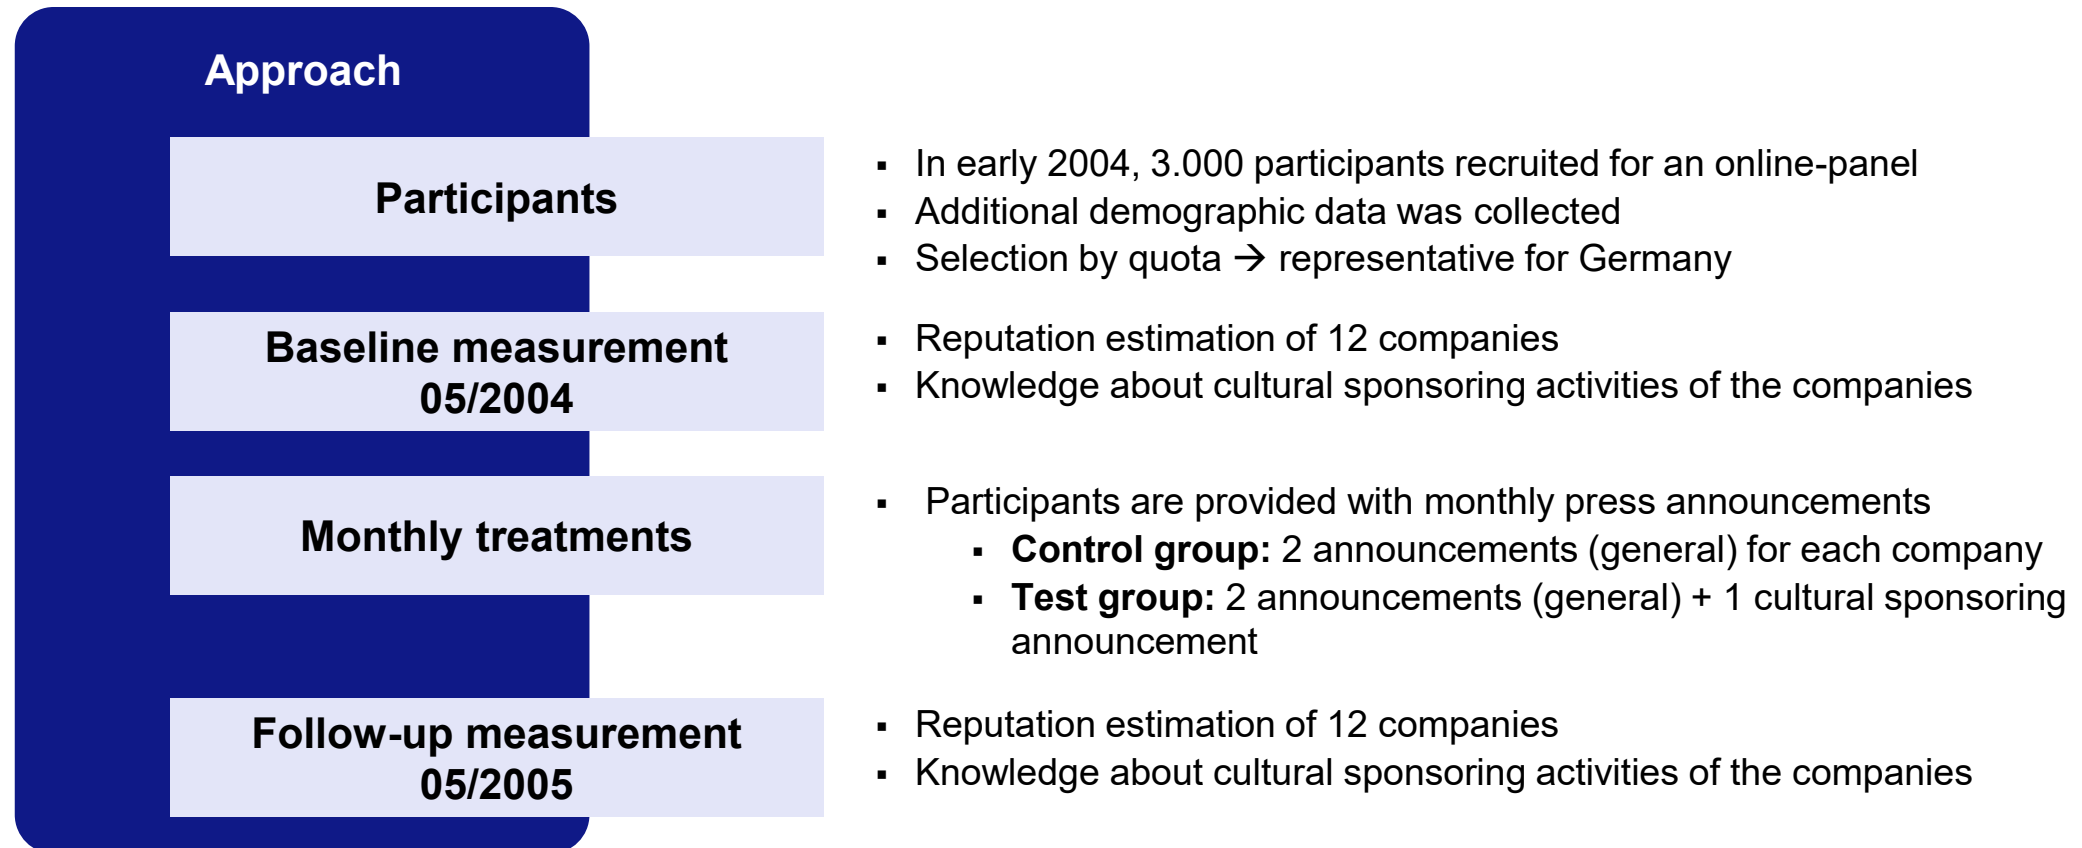 Approach
Participants
▪ In early 2004, 3.000 participants recruited for an online-panel
▪ Additional demographic data was collected
▪ Selection by quota → representative for Germany
Baseline measurement
05/2004
▪ Reputation estimation of 12 companies
▪ Knowledge about cultural sponsoring activities of the companies
Monthly treatments
▪ Participants are provided with monthly press announcements
▪ Control group: 2 announcements (general) for each company
▪ Test group: 2 announcements (general) + 1 cultural sponsoring
announcement
Follow-up measurement
05/2005
▪ Reputation estimation of 12 companies
▪ Knowledge about cultural sponsoring activities of the companies